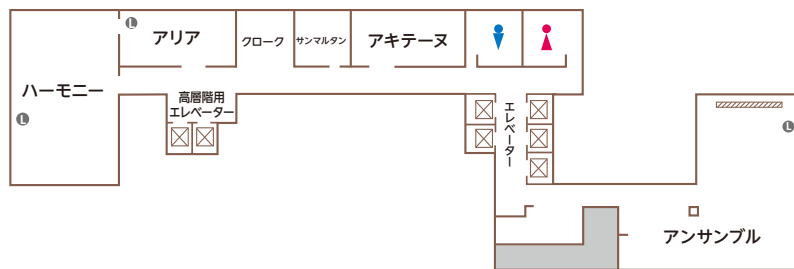 アリア
クローク
サンマルタン
アキテーヌ
ハーモニー
高層階用
エレベーター
エレベーター
アンサンブル
L
L
L